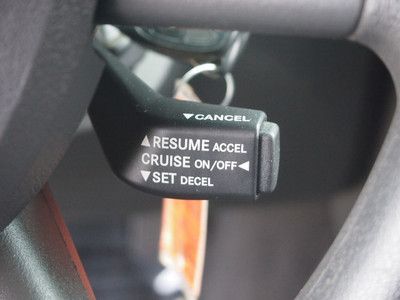 ▼CANCEL
▲RESUME ACCEL
CRUISE ON/OFF◀
▼SET DECEL